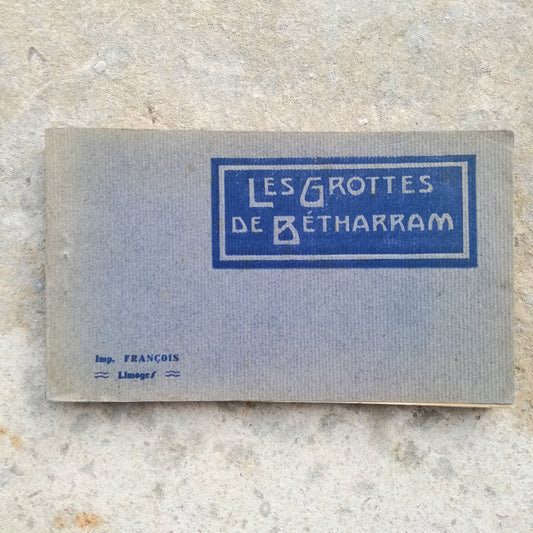 LES GROTTES
DE BÉTHARRAM
Imp. FRANÇOIS
Limoges